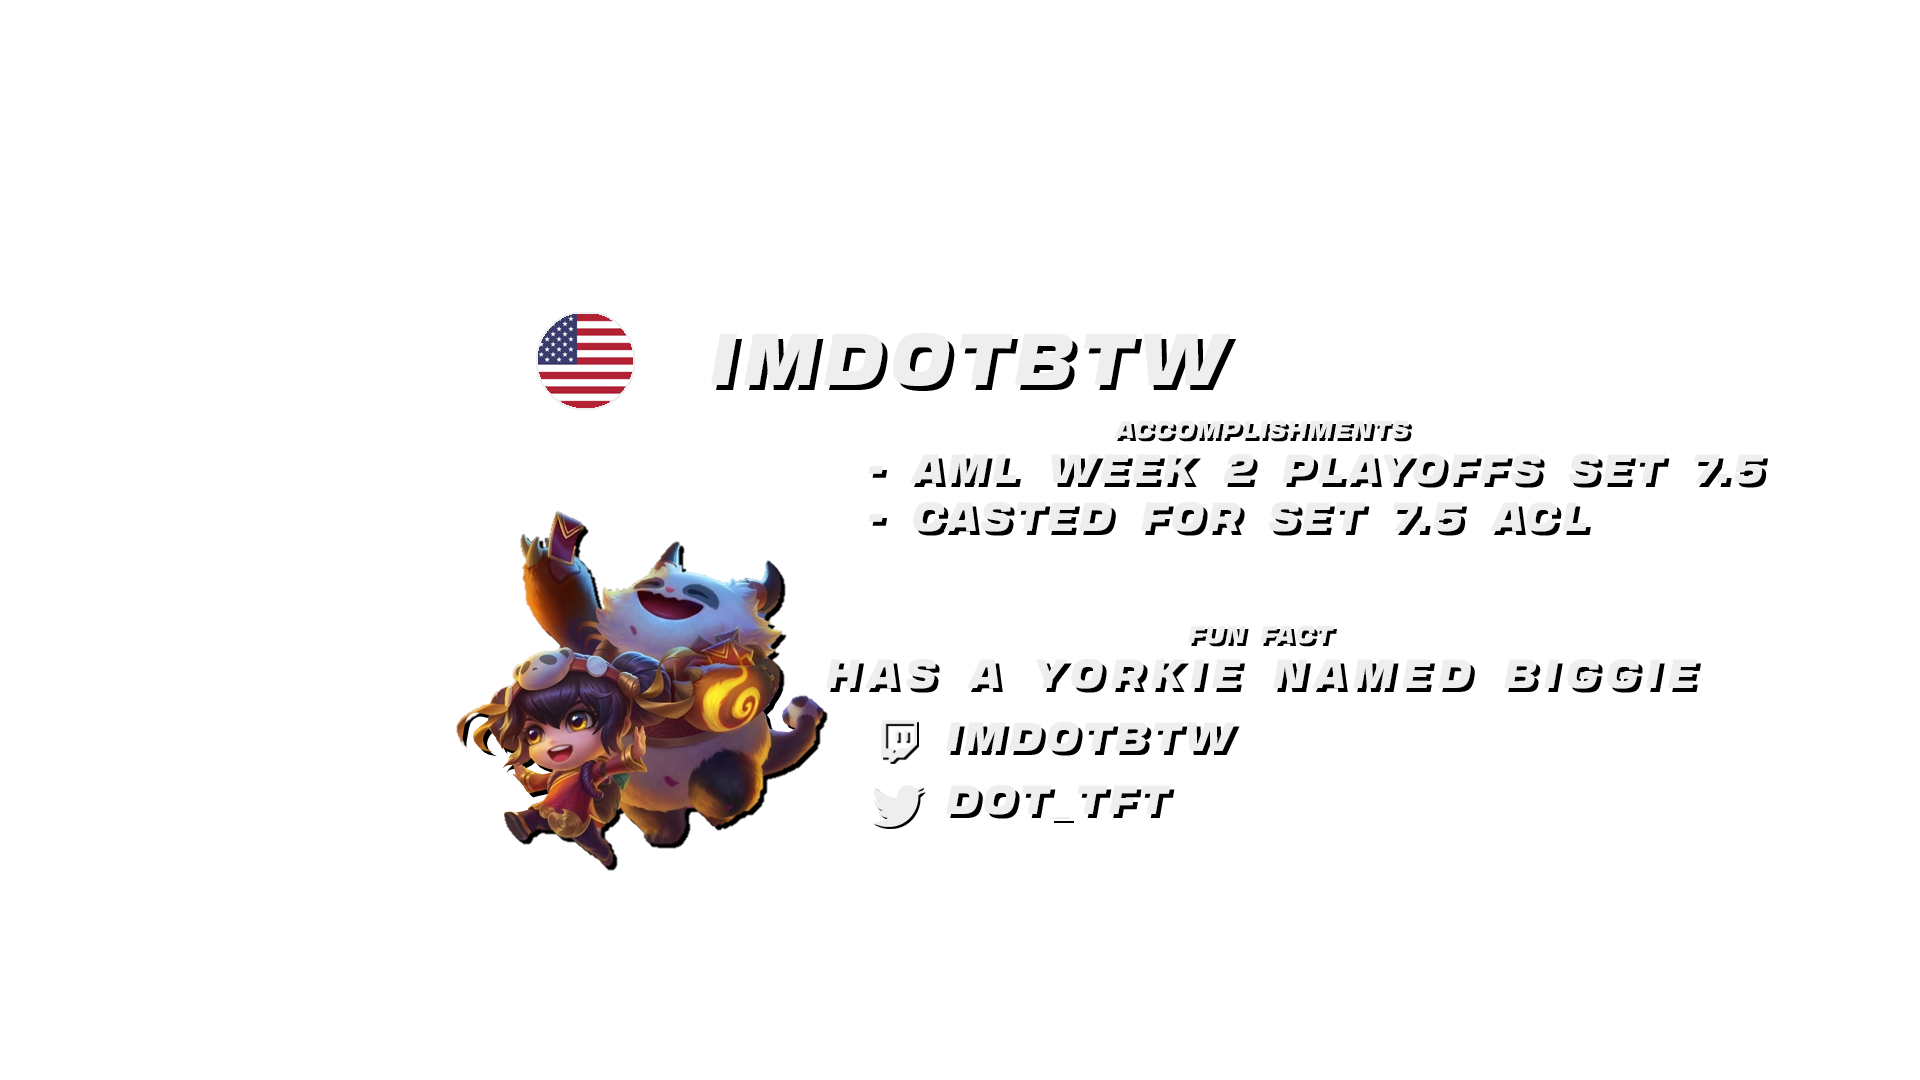 IMDOTBTW
ACCOMPLISHMENTS
- AML WEEK 2 PLAYOFFS SET 7.5
- CASTED FOR SET 7.5 ACL
FUN FACT
HAS A YORKIE NAMED BIGGIE
IMDOTBTW
DOT_TFT